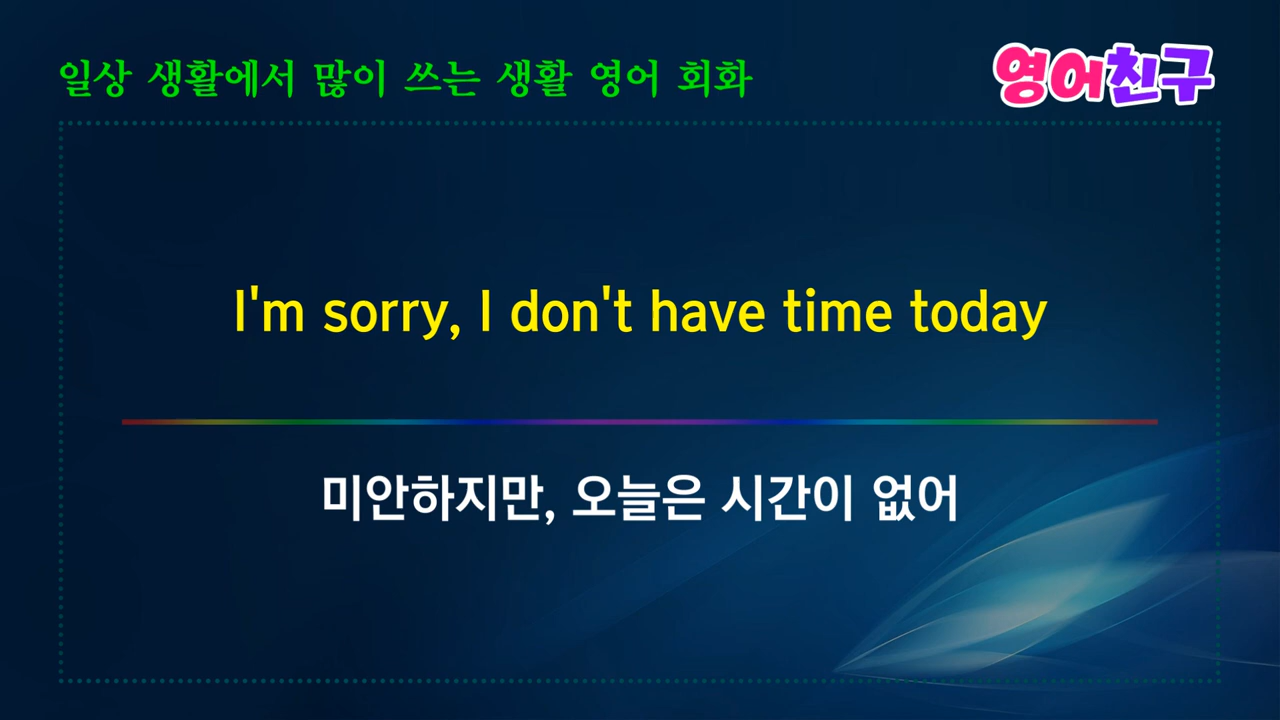 일상 생활에서 많이 쓰는 생활 영어 회화
영어친구
I'm sorry, I don't have time today
미안하지만, 오늘은 시간이 없어